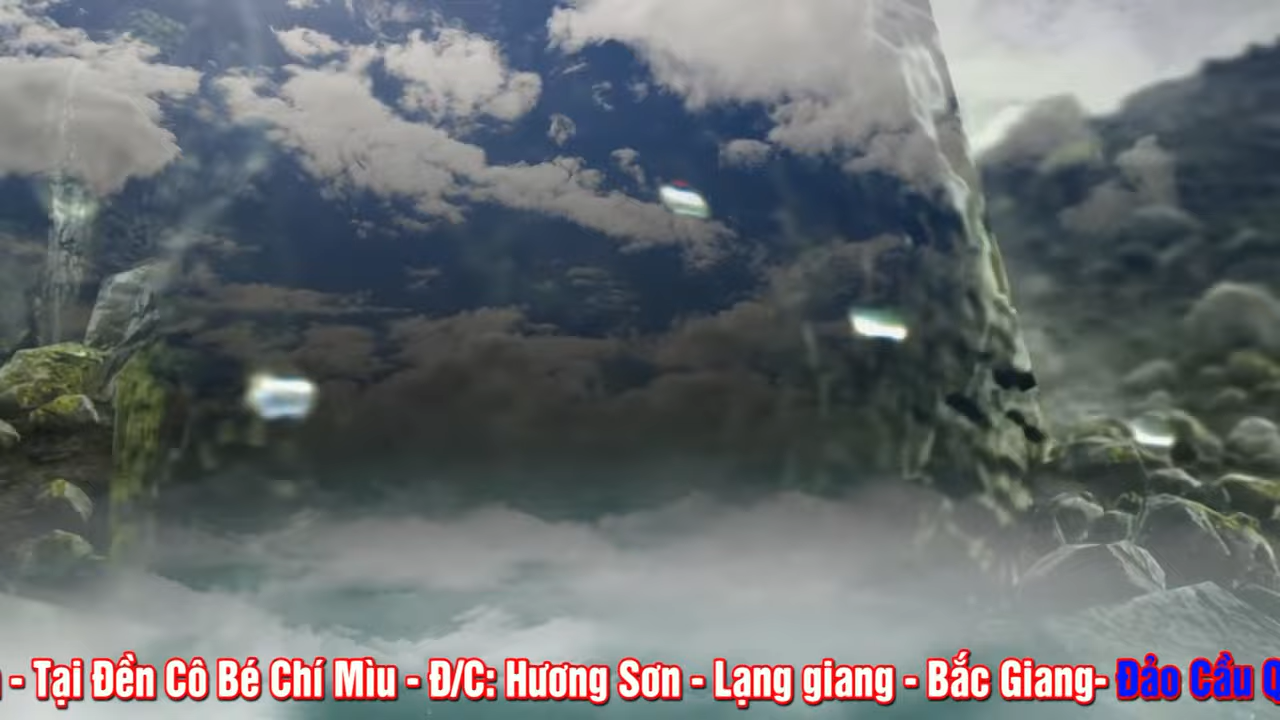 - Tại Đền Cô Bé Chí Mìu - Đ/C: Hương Sơn - Lạng giang - Bắc Giang- Đảo Cầu